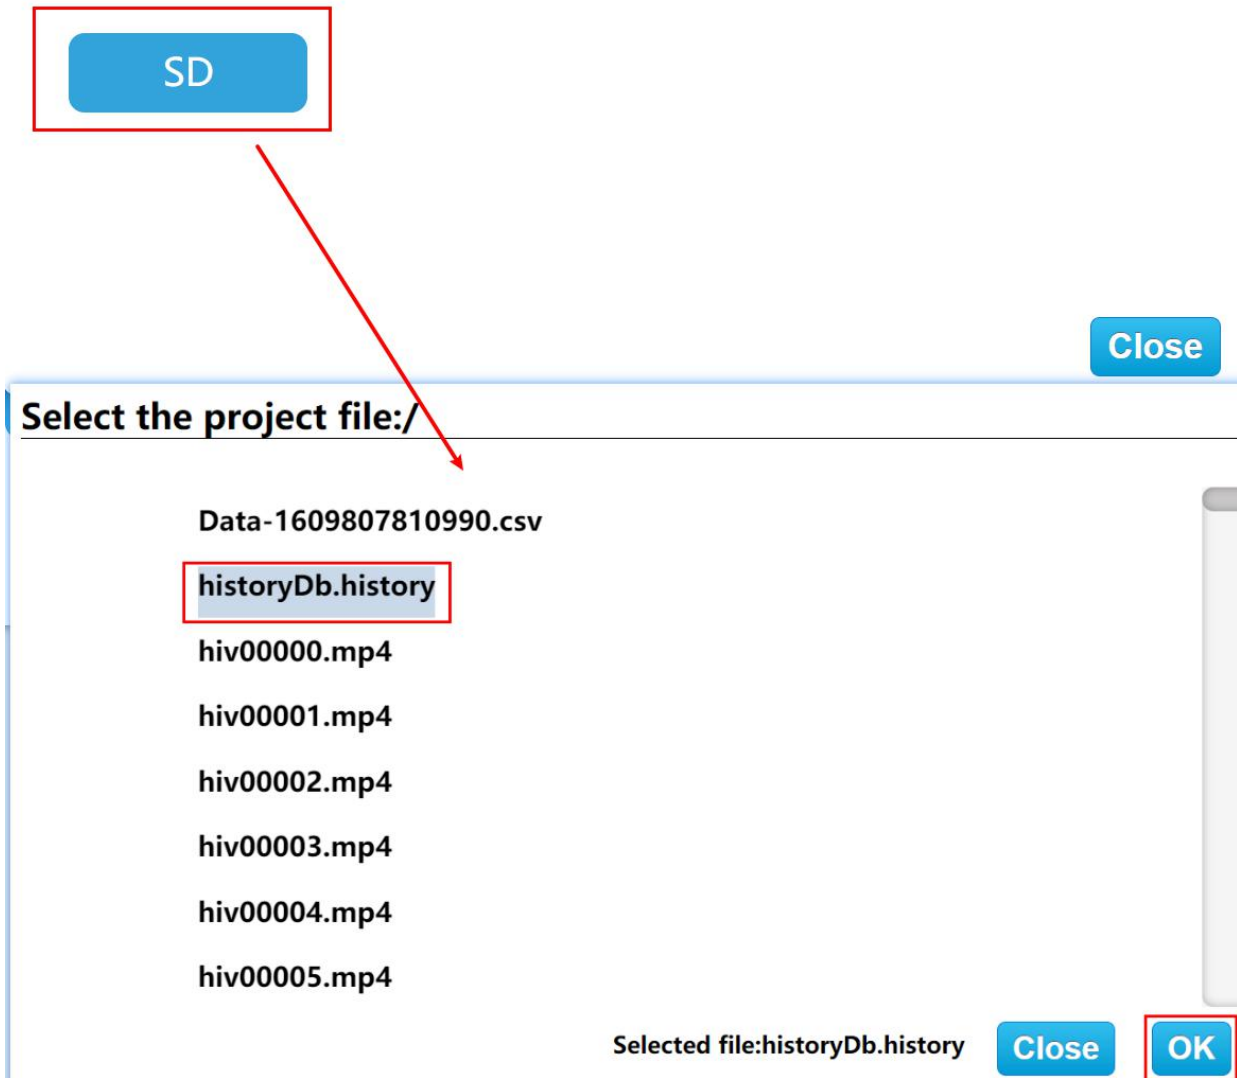 SD
Close
Select the project file:/
Data-1609807810990.csv
historyDb.history
hiv00000.mp4
hiv00001.mp4
hiv00002.mp4
hiv00003.mp4
hiv00004.mp4
hiv00005.mp4
Selected file:historyDb.history Close OK